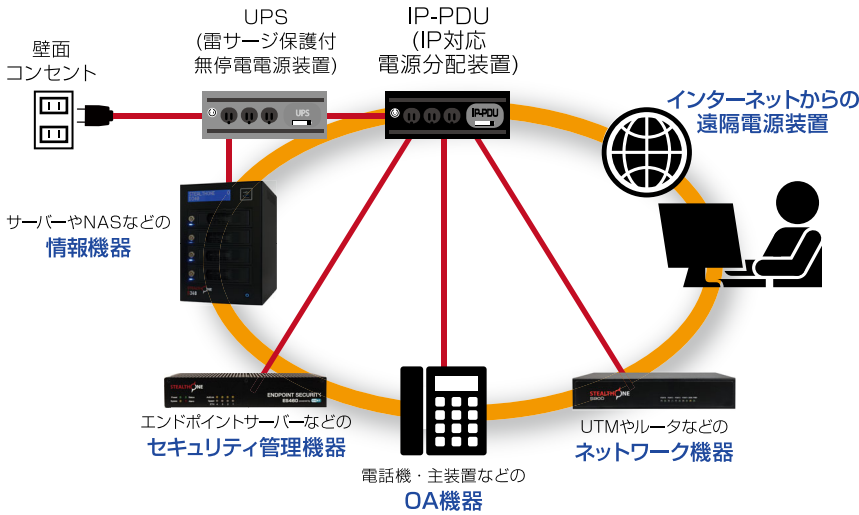 UPS
(雷サージ保護付
無停電電源装置)
IP-PDU
(IP対応
電源分配装置)
壁面
コンセント
UPS
IP-PDU
インターネットからの
遠隔電源装置
サーバーやNASなどの
情報機器
STEALTHONE
STEALTHONE
ENDPOINT SECURITY
ES460
STEALTHONE
エンドポイントサーバーなどの
セキュリティ管理機器
電話機・主装置などの
OA機器
UTMやルータなどの
ネットワーク機器